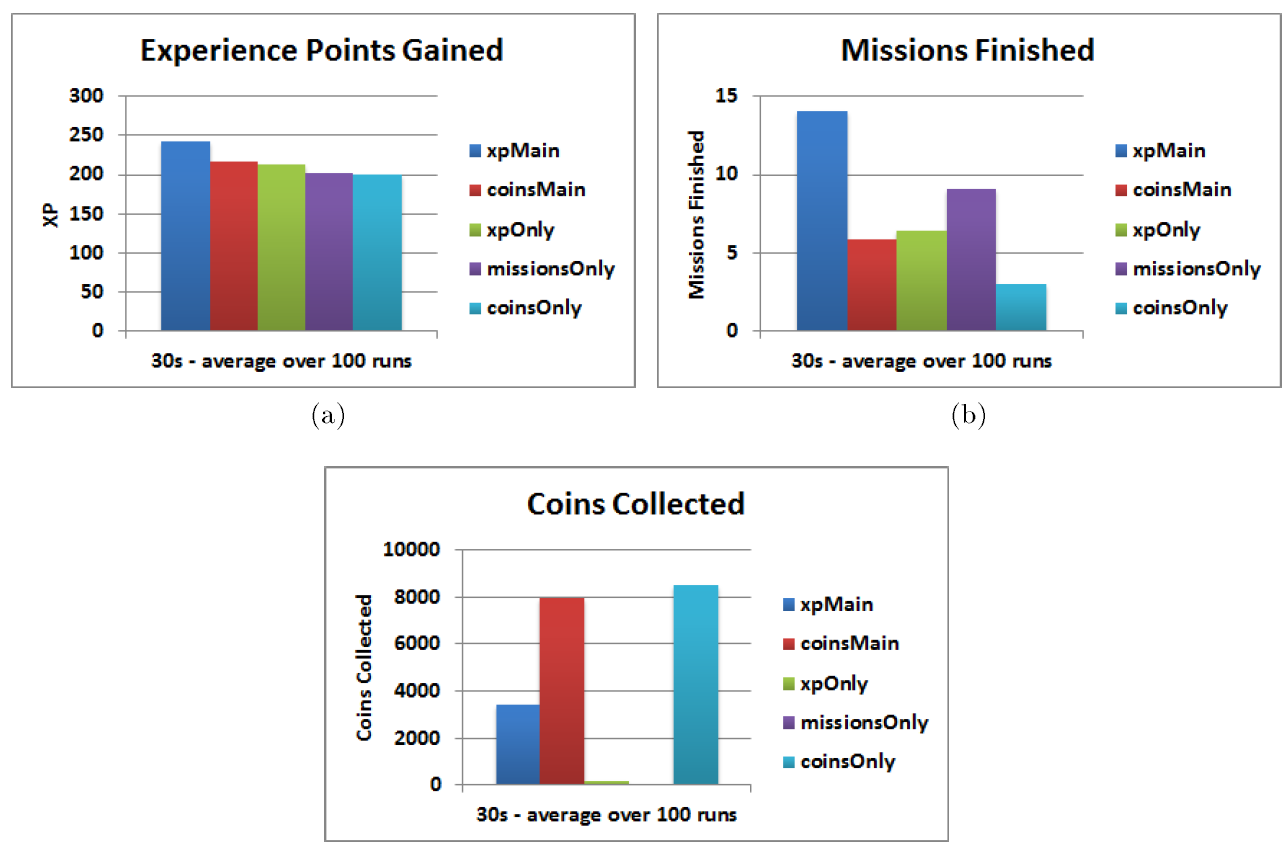 Experience Points Gained
300
250
200
150
100
50
0
XP
30s - average over 100 runs
xpMain
coinsMain
xpOnly
missionsOnly
coinsOnly
(a)
Missions Finished
15
10
5
0
Missions Finished
30s - average over 100 runs
xpMain
coinsMain
xpOnly
missionsOnly
coinsOnly
(b)
Coins Collected
10000
8000
6000
4000
2000
0
Coins Collected
30s - average over 100 runs
xpMain
coinsMain
xpOnly
missionsOnly
coinsOnly